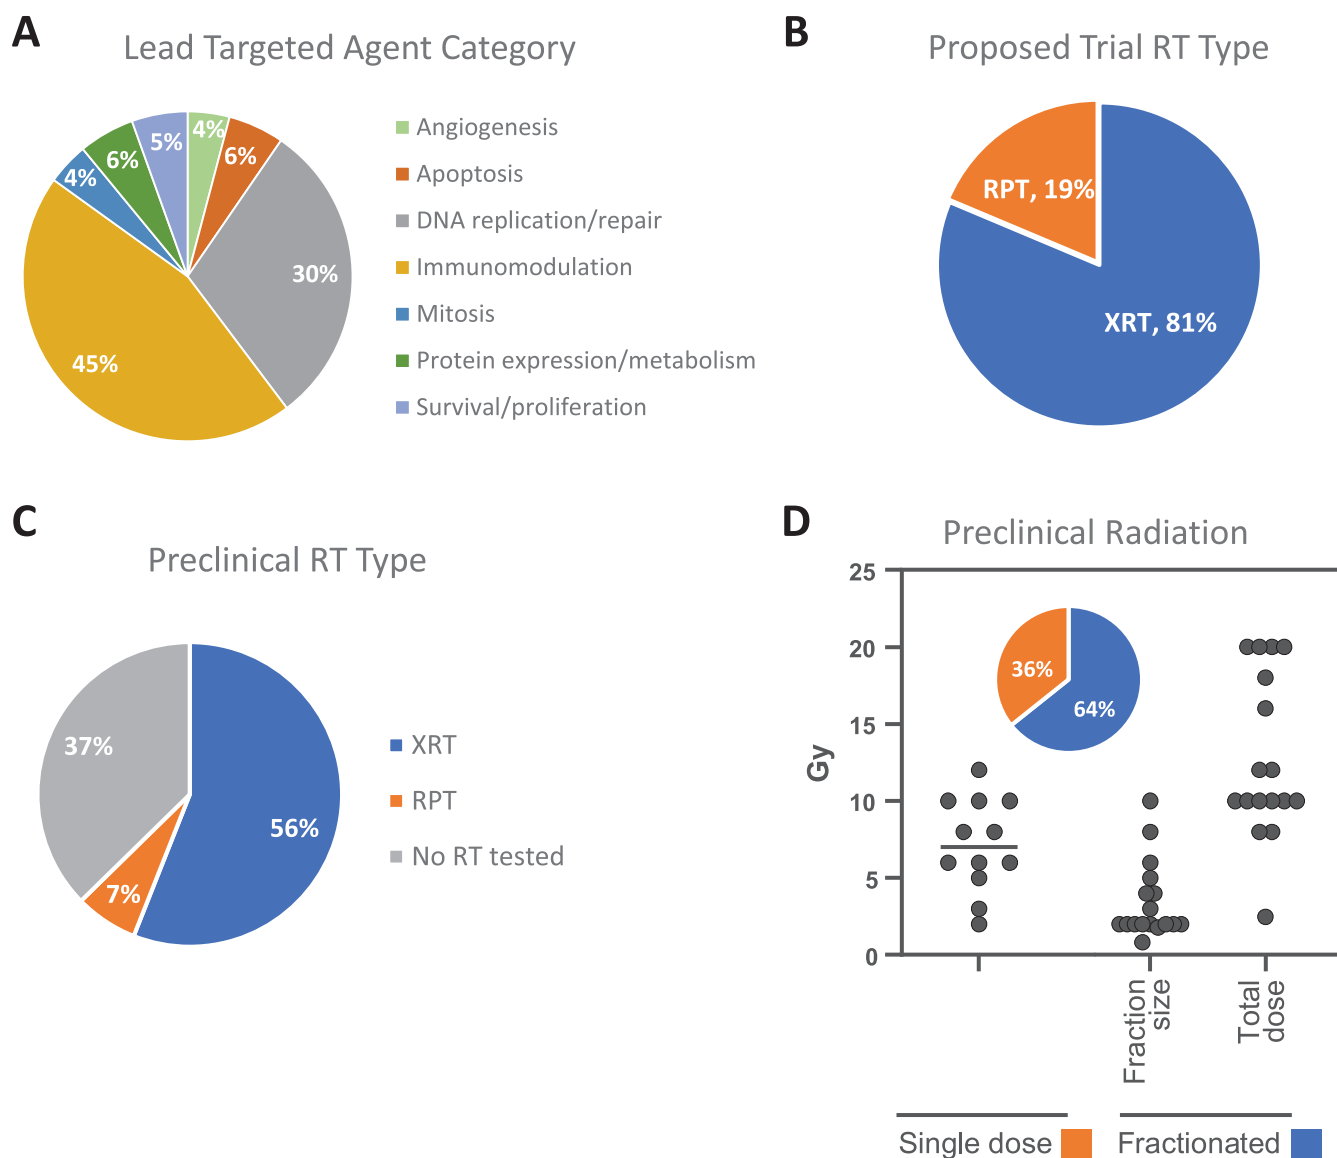 A
Lead Targeted Agent Category
4%
6%
30%
45%
4%
6%
5%
Angiogenesis
Apoptosis
DNA replication/repair
Immunomodulation
Mitosis
Protein expression/metabolism
Survival/proliferation
B
Proposed Trial RT Type
RPT, 19%
XRT, 81%
C
Preclinical RT Type
37%
56%
7%
XRT
RPT
No RT tested
D
Preclinical Radiation
Gy
25
20
15
10
5
0
36%
64%
Fraction
size
Total
dose
Single dose
Fractionated